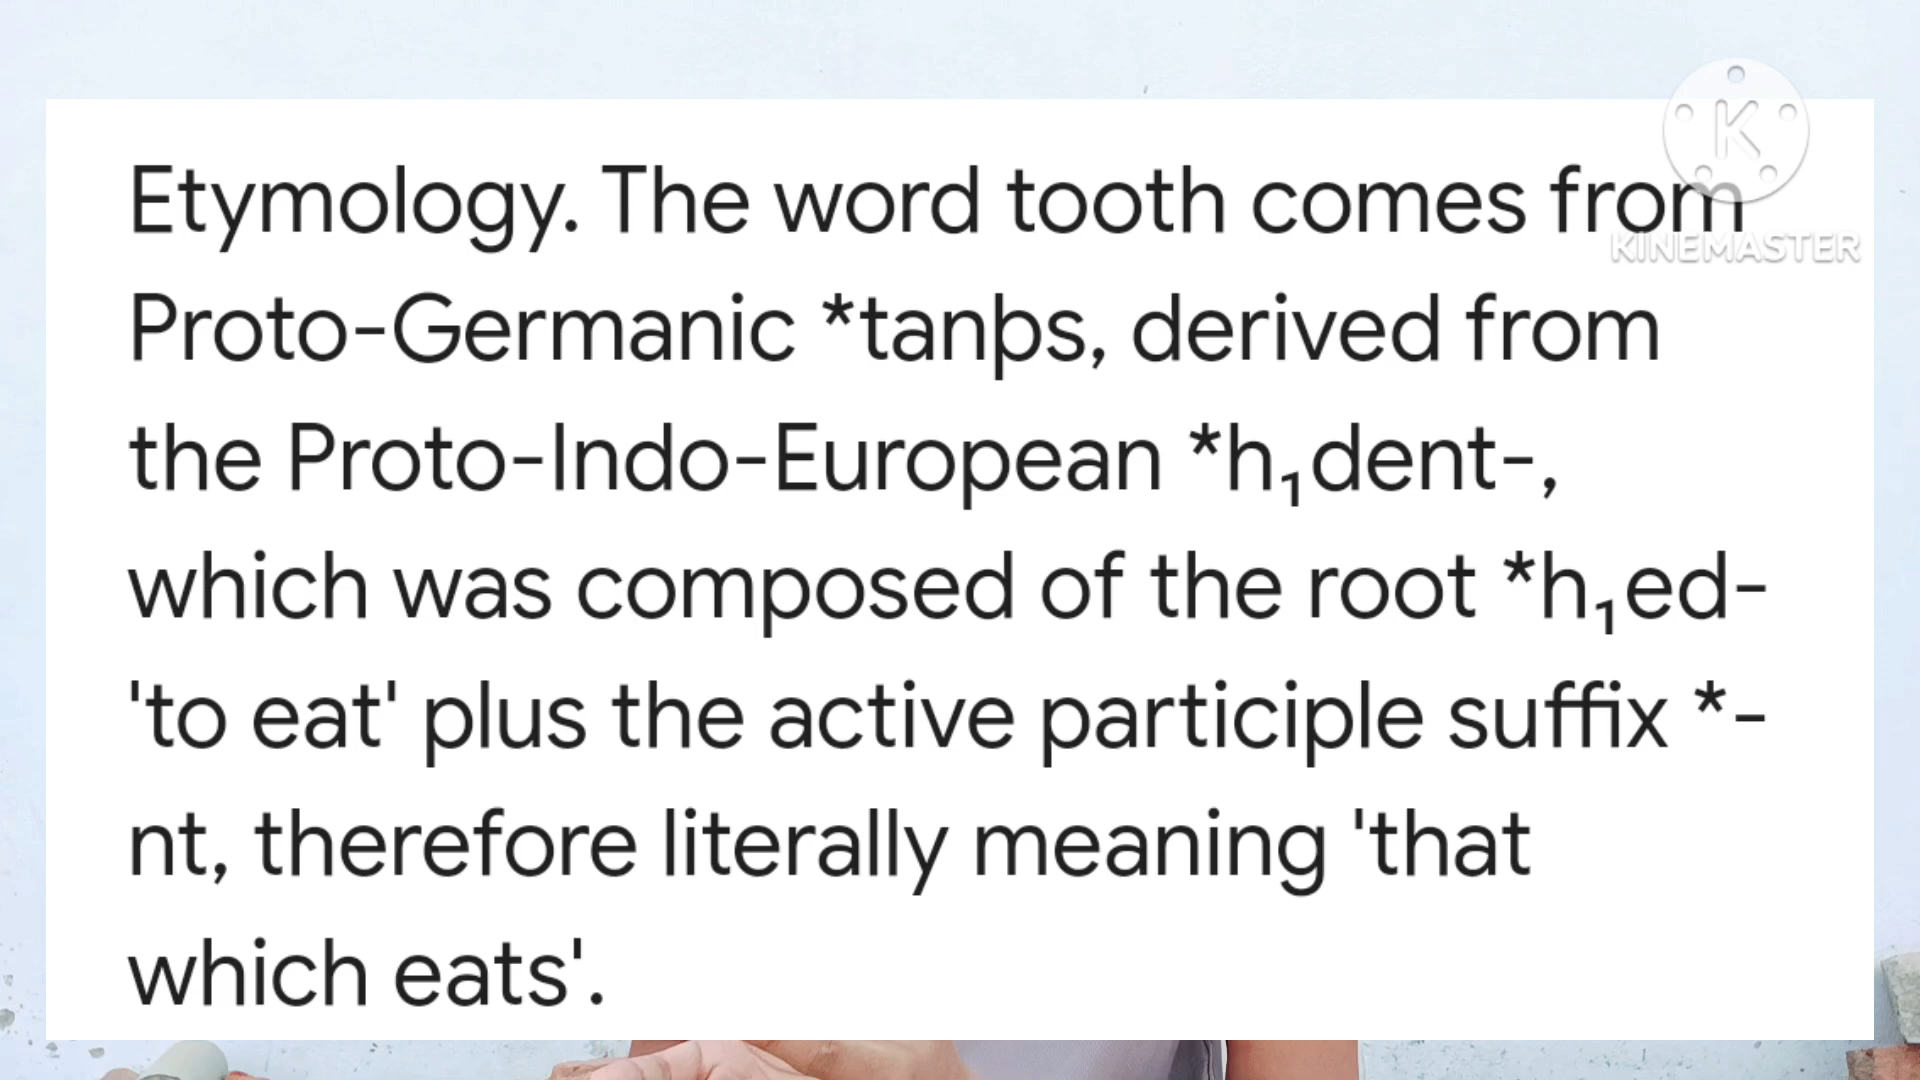 Etymology. The word tooth comes from
Proto-Germanic *tanþs, derived from
the Proto-Indo-European *h₁dent-,
which was composed of the root *h₁ed-
'to eat' plus the active participle suffix *-
nt, therefore literally meaning 'that
which eats'.
K
KINEMASTER